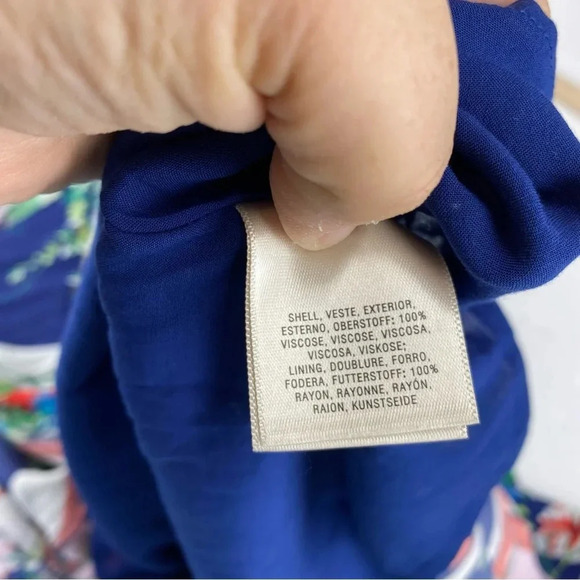 SHELL, VESTE, EXTERIOR,
ESTERNO, OBERSTOFF: 100%
VISCOSE, VISCOSE, VISCOSA,
VISCOSA, VISKOSE:
LINING, DOUBLURE, FORRO,
FODERA, FUTTERSTOFF: 100%
RAYON, RAYONNE, RAYÓN,
RAION, KUNSTSEIDE